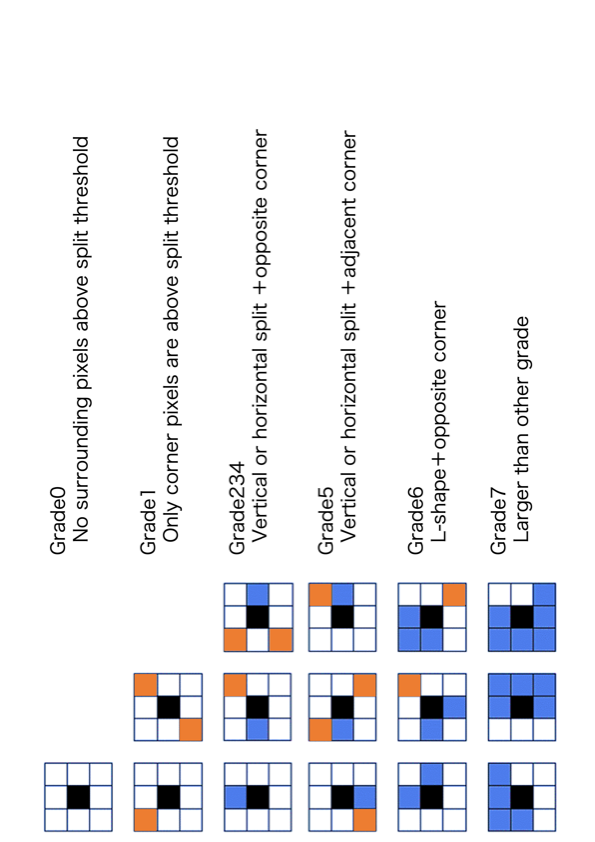 Grade0
No surrounding pixels above split threshold
Grade1
Only corner pixels are above split threshold
Grade234
Vertical or horizontal split +opposite corner
Grade5
Vertical or horizontal split +adjacent corner
Grade6
L-shape+opposite corner
Grade7
Larger than other grade